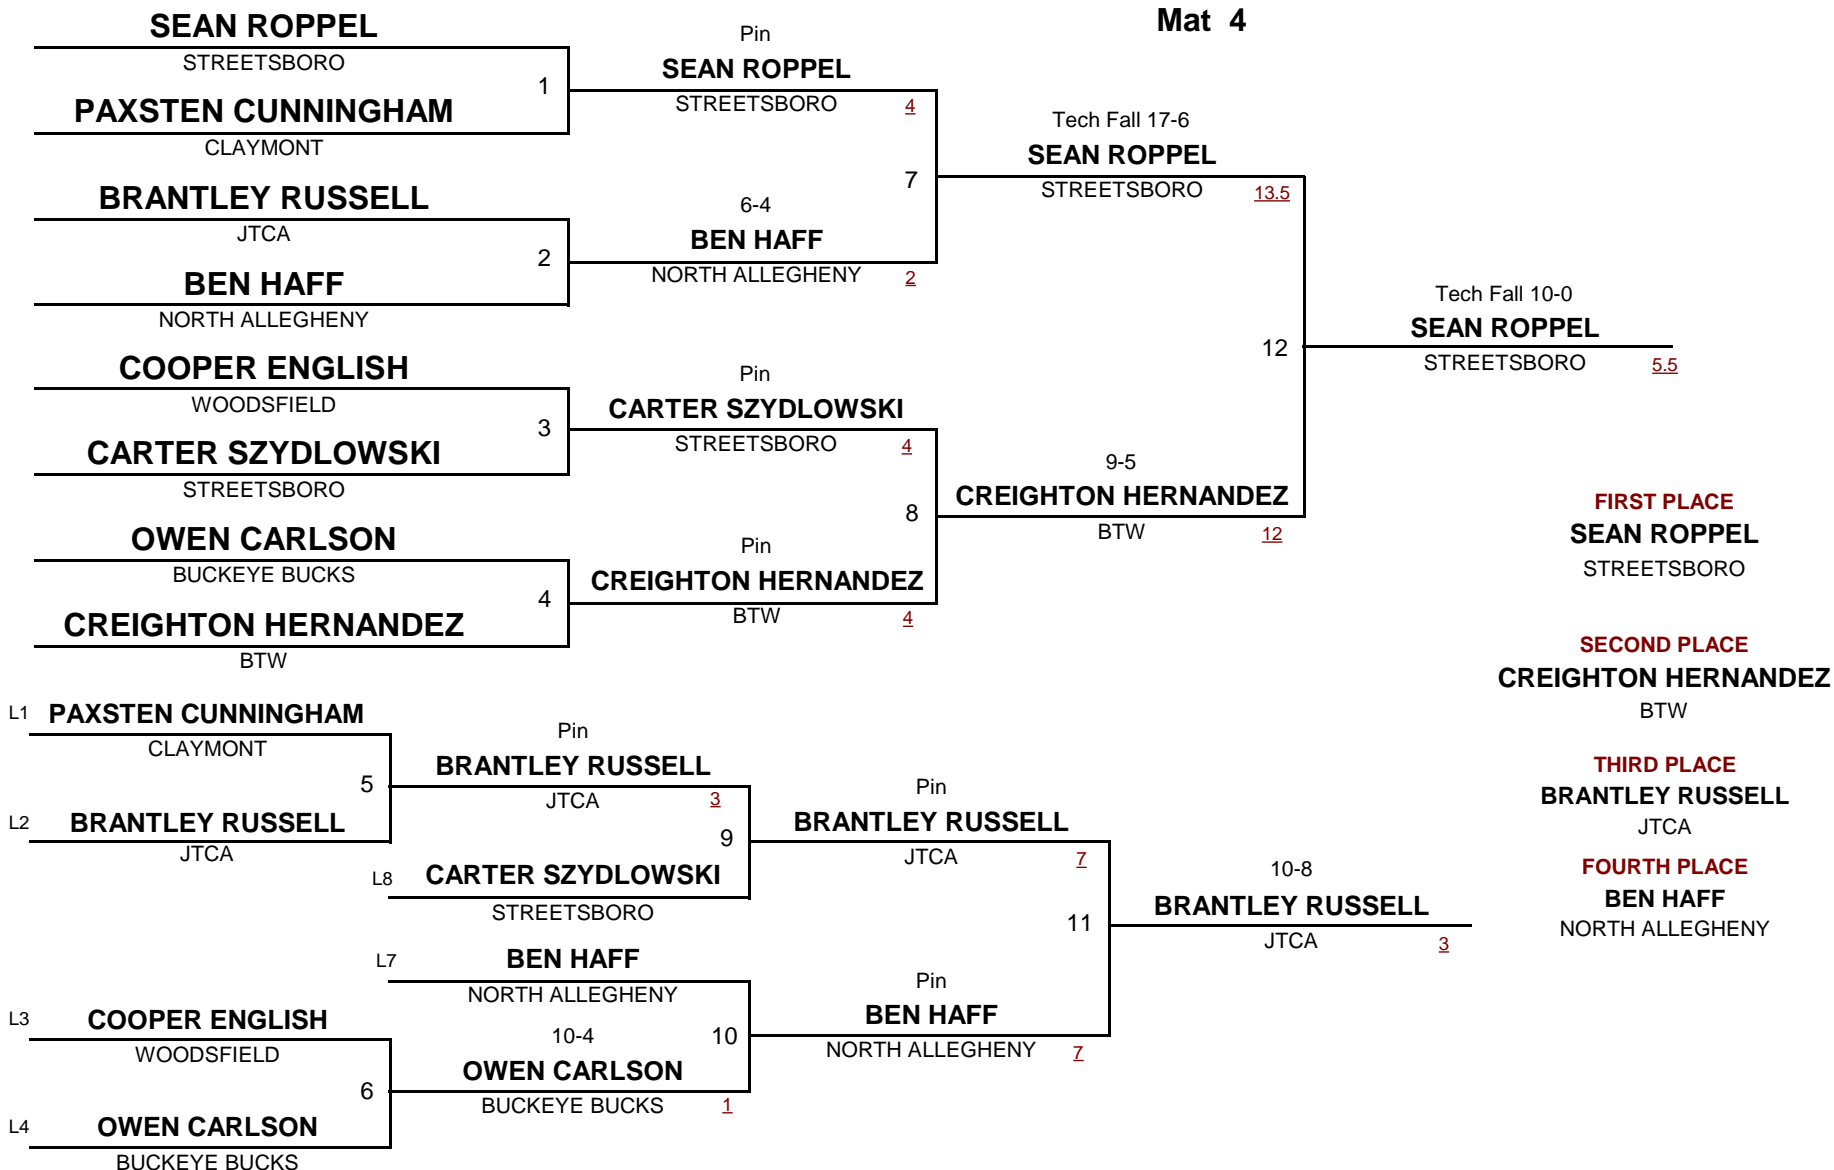 Mat 4
SEAN ROPPEL
STREETSBORO
1
PAXSTEN CUNNINGHAM
CLAYMONT
BRANTLEY RUSSELL
JTCA
2
BEN HAFF
NORTH ALLEGHENY
COOPER ENGLISH
WOODSFIELD
3
CARTER SZYDLOWSKI
STREETSBORO
OWEN CARLSON
BUCKEYE BUCKS
4
CREIGHTON HERNANDEZ
BTW
Pin
SEAN ROPPEL
STREETSBORO 4
7
6-4
BEN HAFF
NORTH ALLEGHENY 2
Pin
CARTER SZYDLOWSKI
STREETSBORO 4
8
Pin
CREIGHTON HERNANDEZ
BTW 4
Tech Fall 17-6
SEAN ROPPEL
STREETSBORO 13.5
12
9-5
CREIGHTON HERNANDEZ
BTW 12
Tech Fall 10-0
SEAN ROPPEL
STREETSBORO 5.5
FIRST PLACE
SEAN ROPPEL
STREETSBORO
SECOND PLACE
CREIGHTON HERNANDEZ
BTW
THIRD PLACE
BRANTLEY RUSSELL
JTCA
FOURTH PLACE
BEN HAFF
NORTH ALLEGHENY
L1 PAXSTEN CUNNINGHAM
CLAYMONT
5
L2 BRANTLEY RUSSELL
JTCA
L3 COOPER ENGLISH
WOODSFIELD
6
L4 OWEN CARLSON
BUCKEYE BUCKS
Pin
BRANTLEY RUSSELL
JTCA 3
9
L8 CARTER SZYDLOWSKI
STREETSBORO
L7 BEN HAFF
NORTH ALLEGHENY
10-4 10
OWEN CARLSON
BUCKEYE BUCKS 1
Pin
BRANTLEY RUSSELL
JTCA 7
11
Pin
BEN HAFF
NORTH ALLEGHENY 7
10-8
BRANTLEY RUSSELL
JTCA 3